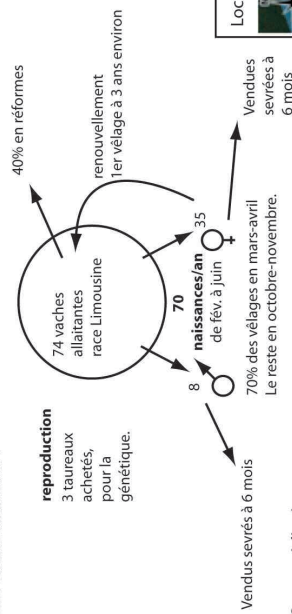 reproduction
3 taureaux
achetés,
pour la
génétique.
74 vaches
allaitantes
race Limousine
40% en réformes
renouvellement
1er vêlage à 3 ans environ
70
naissances/an
de fév. à juin
8
35
Vendus sevrés à 6 mois
70% des vêlages en mars-avril
Le reste en octobre-novembre.
Vendues
sevrées à
6 mois
Loc